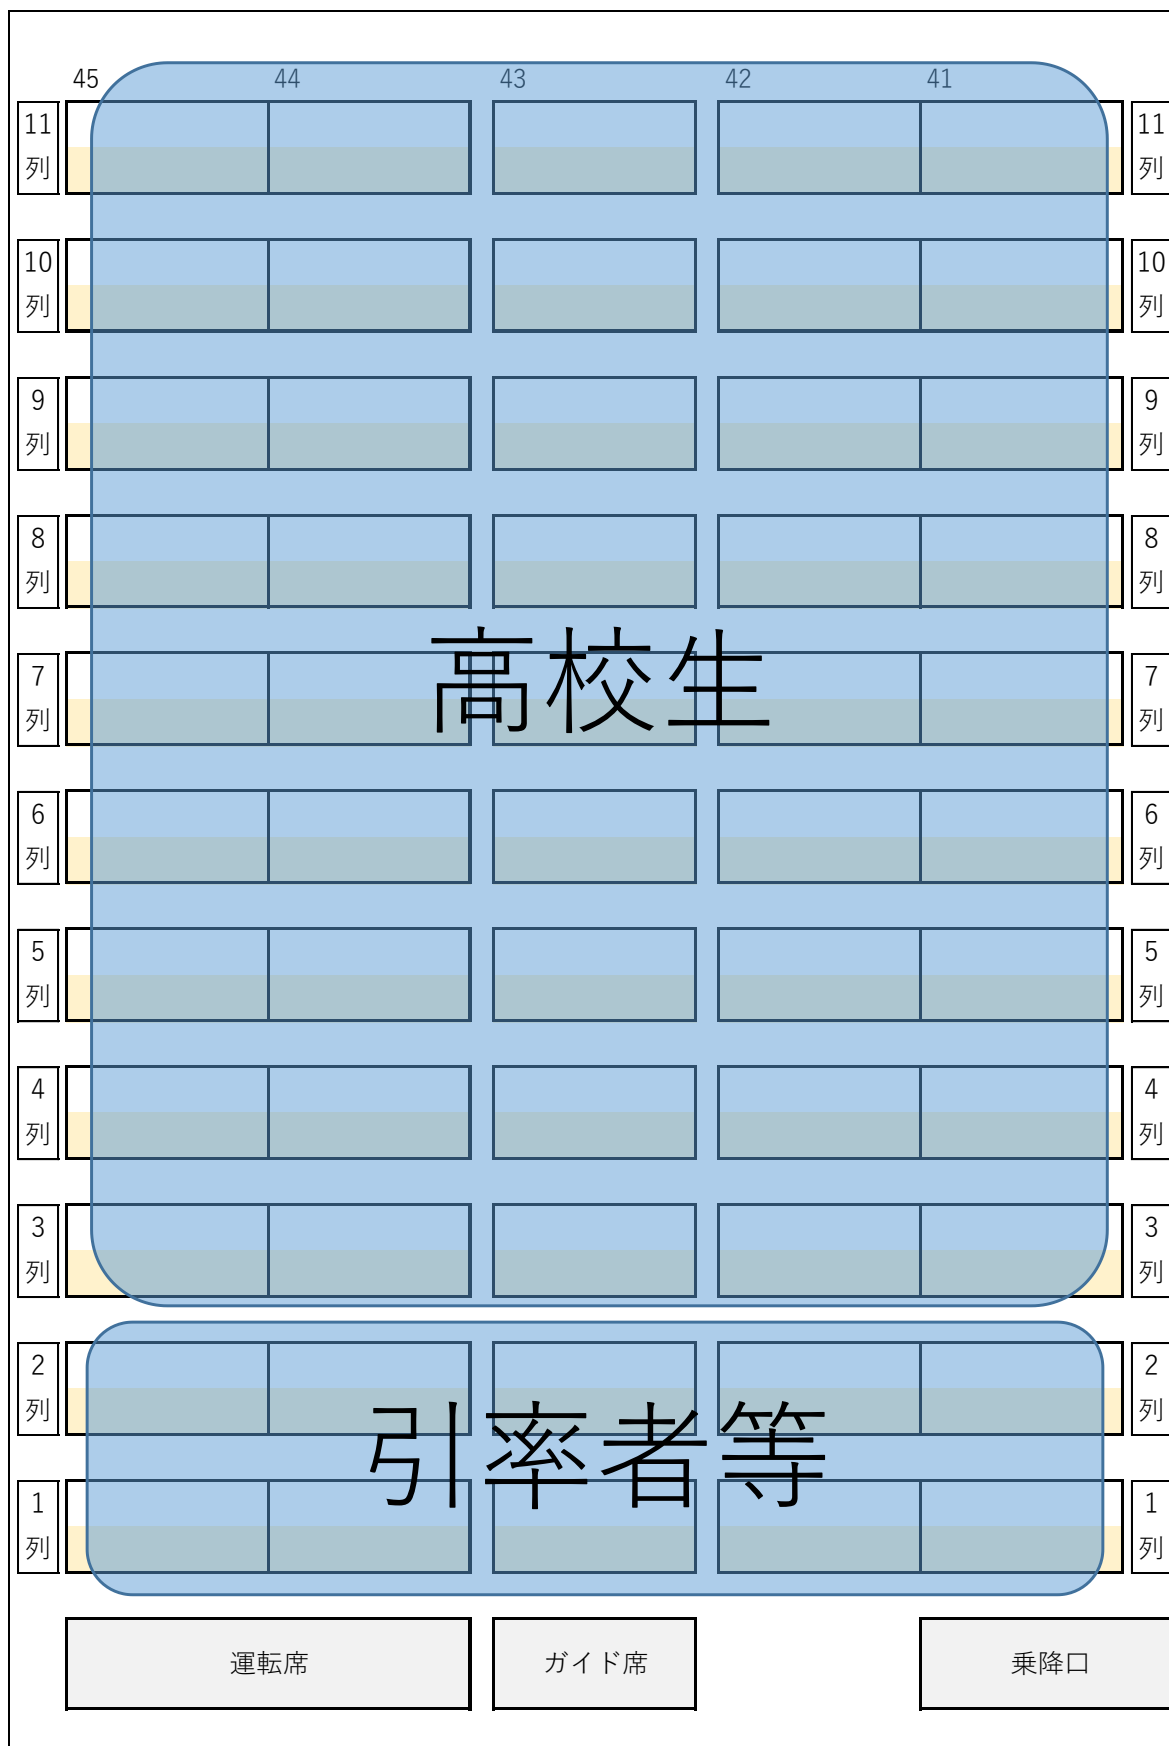 45 44 43 42 41
11 11
列 列
10 10
列 列
9 9
列 列
8 8
列 列
高校生
7 7
列 列
6 6
列 列
5 5
列 列
4 4
列 列
3 3
列 列
2 2
列 列
引率者等
1 1
列 列
運転席 ガイド席 乗降口